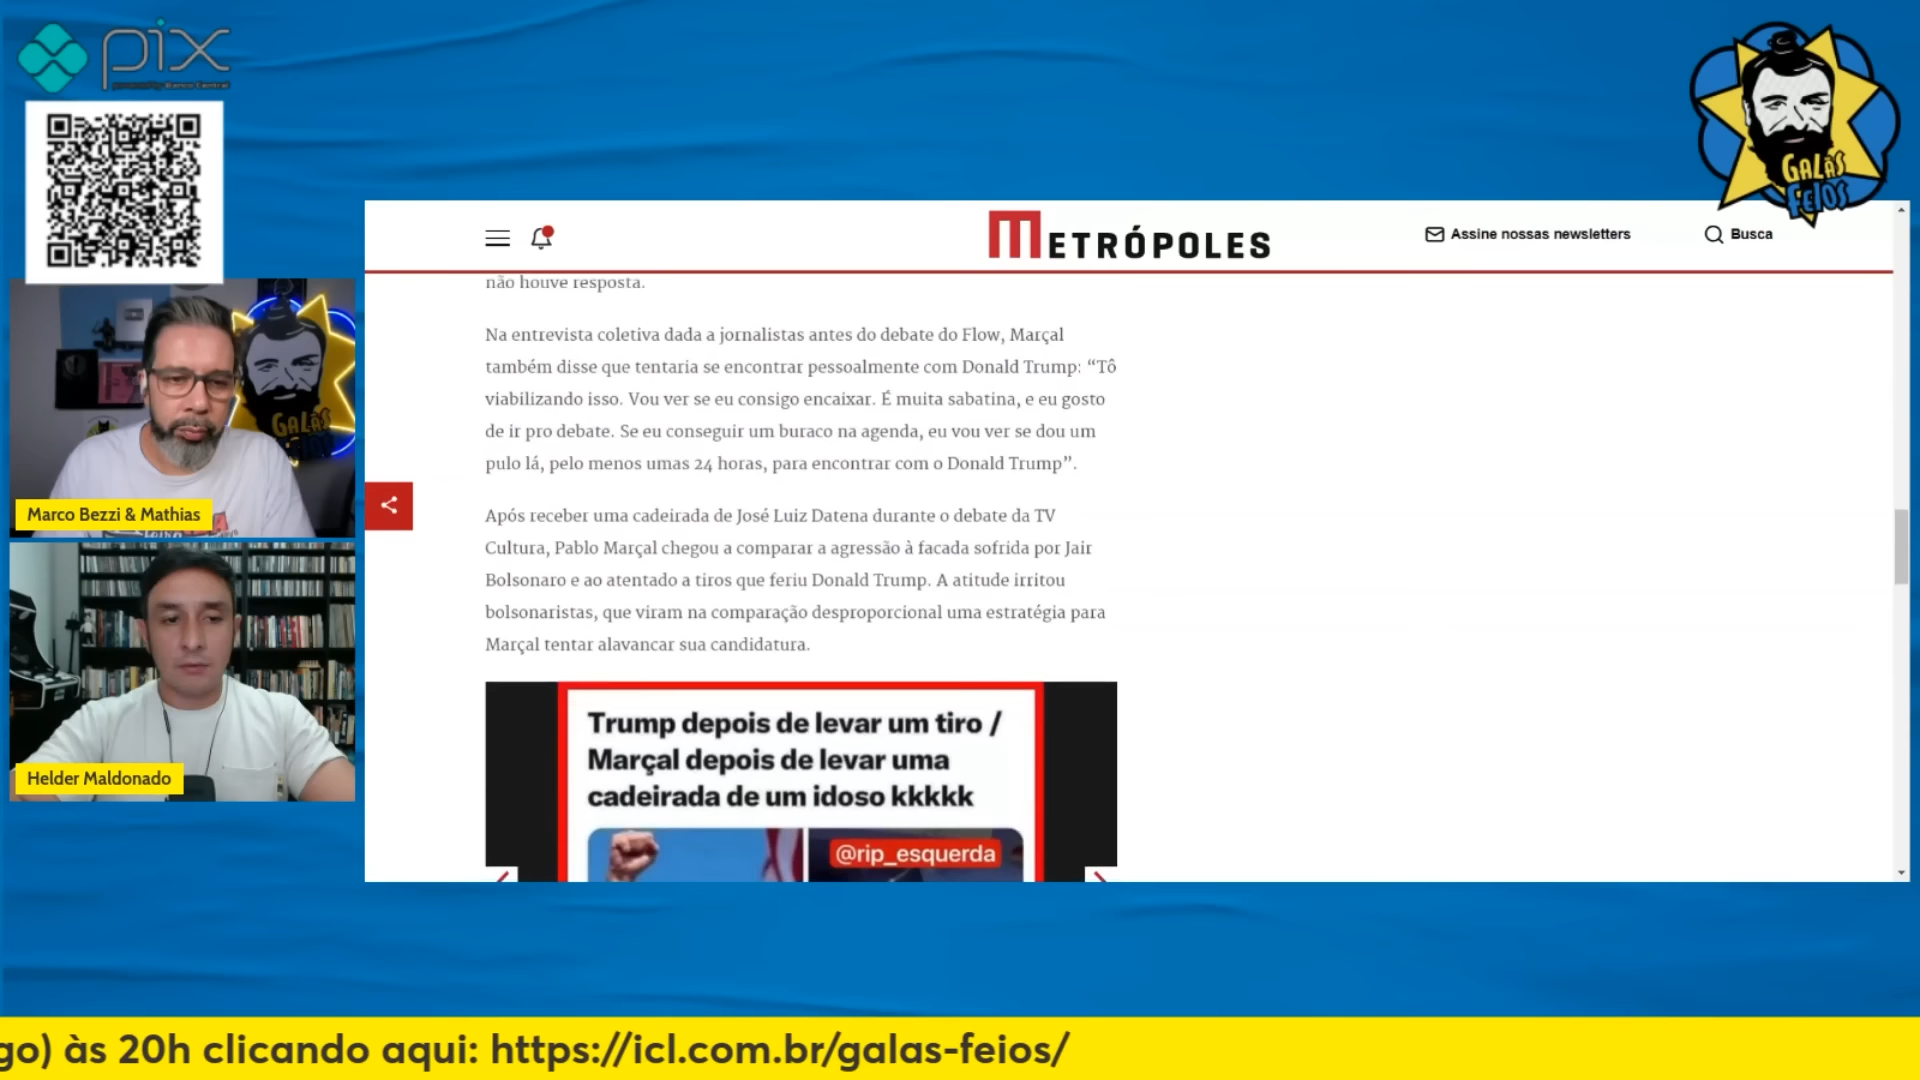 pix
powered by Banco Central
GALÃS
FEIOS
METRÓPOLES
Assine nossas newsletters
Busca
não houve resposta.
Na entrevista coletiva dada a jornalistas antes do debate do Flow, Marçal
também disse que tentaria se encontrar pessoalmente com Donald Trump: “Tô
viabilizando isso. Vou ver se eu consigo encaixar. É muita sabatina, e eu gosto
de ir pro debate. Se eu conseguir um buraco na agenda, eu vou ver se dou um
pulo lá, pelo menos umas 24 horas, para encontrar com o Donald Trump”.
Após receber uma cadeirada de José Luiz Datena durante o debate da TV
Cultura, Pablo Marçal chegou a comparar a agressão à facada sofrida por Jair
Bolsonaro e ao atentado a tiros que feriu Donald Trump. A atitude irritou
bolsonaristas, que viram na comparação desproporcional uma estratégia para
Marçal tentar alavancar sua candidatura.
Trump depois de levar um tiro /
Marçal depois de levar uma
cadeirada de um idoso kkkkk
@rip_esquerda
GALÃS
Marco Bezzi & Mathias
Helder Maldonado
go) às 20h clicando aqui: https://icl.com.br/galas-feios/